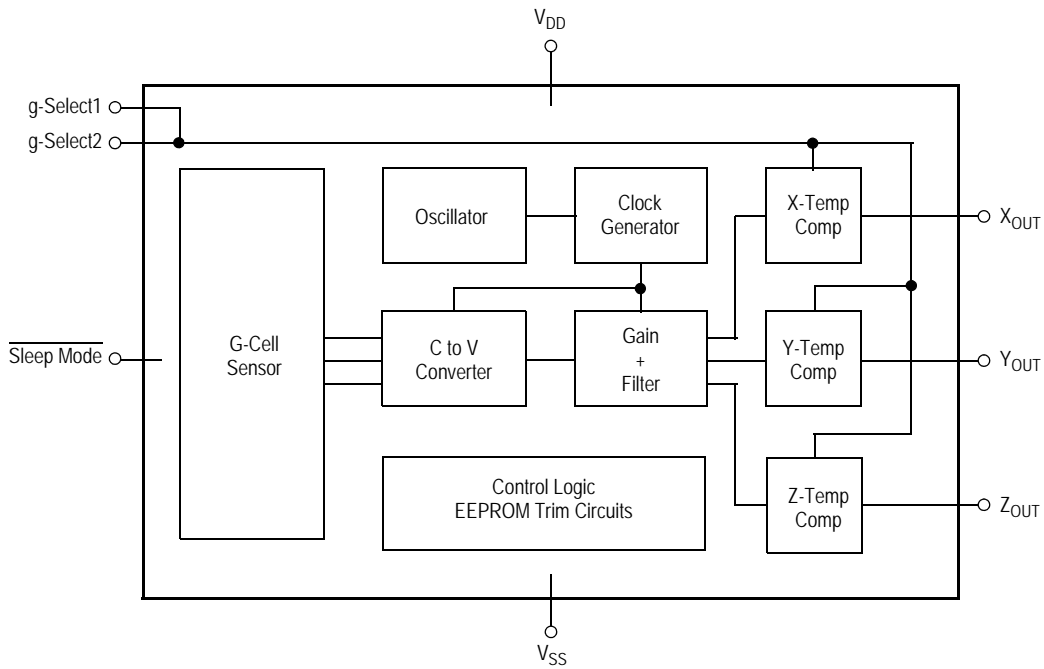 VDD
g-Select1
g-Select2
Oscillator
Clock
Generator
X-Temp
Comp
XOUT
Sleep Mode
G-Cell
Sensor
C to V
Converter
Gain
+
Filter
Y-Temp
Comp
YOUT
Control Logic
EEPROM Trim Circuits
Z-Temp
Comp
ZOUT
VSS